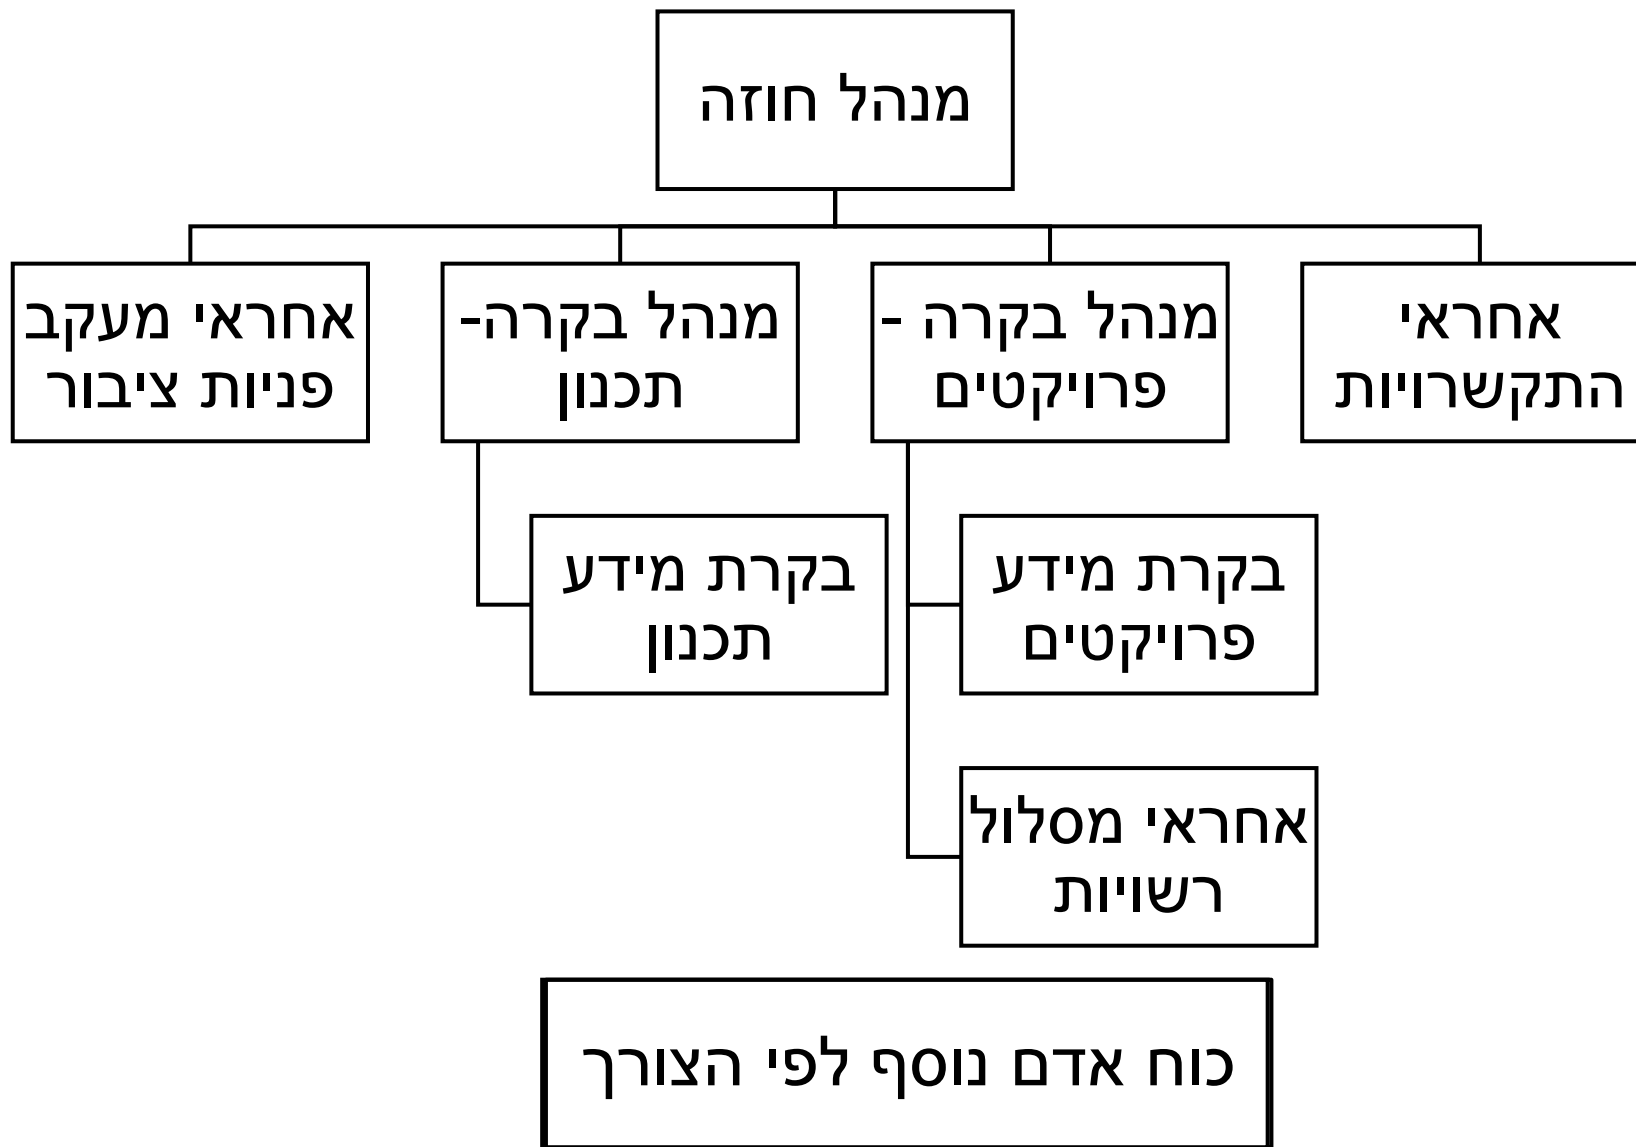 מנהל חוזה
אחראי
התקשרויות
מנהל בקרה -
פרויקטים
מנהל בקרה-
תכנון
אחראי מעקב
פניות ציבור
בקרת מידע
פרויקטים
בקרת מידע
תכנון
אחראי מסלול
רשויות
כוח אדם נוסף לפי הצורך